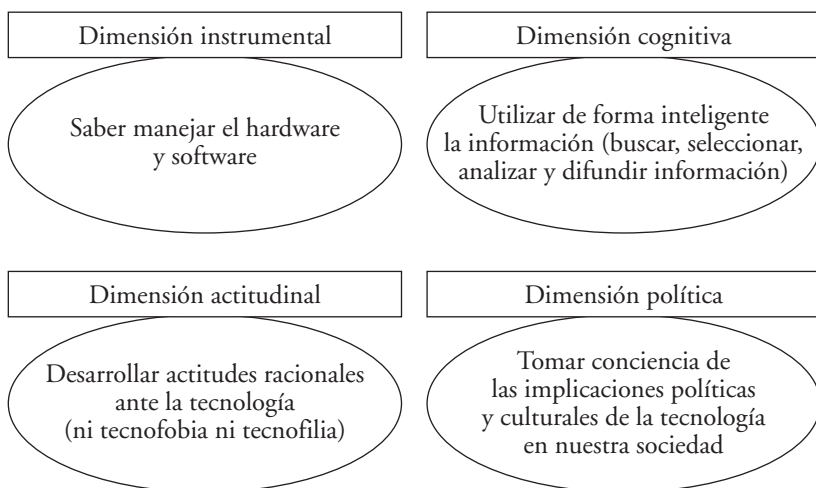 Dimensión instrumental
Saber manejar el hardware
y software
Dimensión cognitiva
Utilizar de forma inteligente
la información (buscar, seleccionar,
analizar y difundir información)
Dimensión actitudinal
Desarrollar actitudes racionales
ante la tecnología
(ni tecnofobia ni tecnofilia)
Dimensión política
Tomar conciencia de
las implicaciones políticas
y culturales de la tecnología
en nuestra sociedad